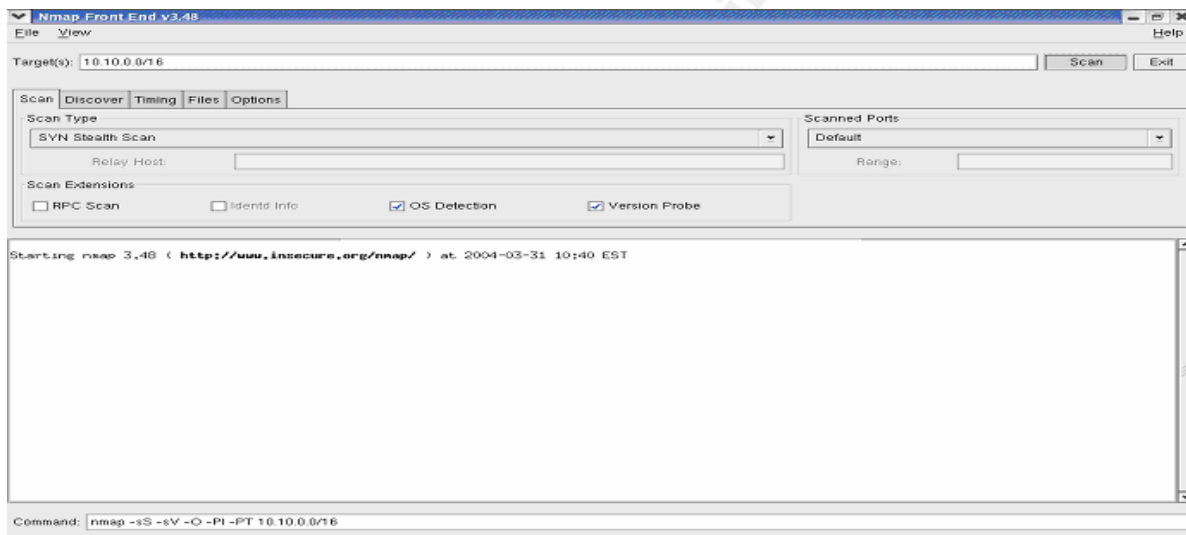 Nmap Front End v3.48
File View Help
Target(s): 10.10.0.0/16 Scan Exit
Scan Discover Timing Files Options
Scan Type Scanned Ports
SYN Stealth Scan Default
Relay Host: Range:
Scan Extensions
RPC Scan Identd Info OS Detection Version Probe
Starting nmap 3.48 ( http://www.insecure.org/nmap/ ) at 2004-03-31 10:40 EST
Command: nmap -sS -sV -O -PI -PT 10.10.0.0/16